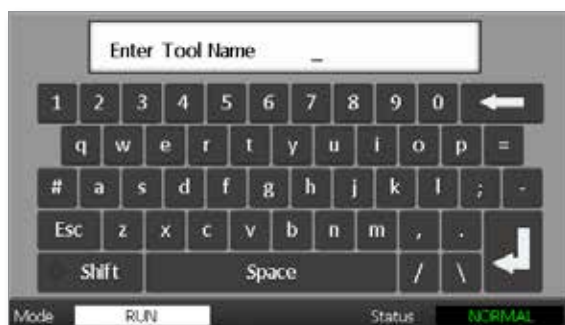 Enter Tool Name _
1 2 3 4 5 6 7 8 9 0
q w e r t y u i o p =
# a s d f g h j k l ; -
Esc z x c v b n m , .
Shift Space / \
Mode RUN Status NORMAL